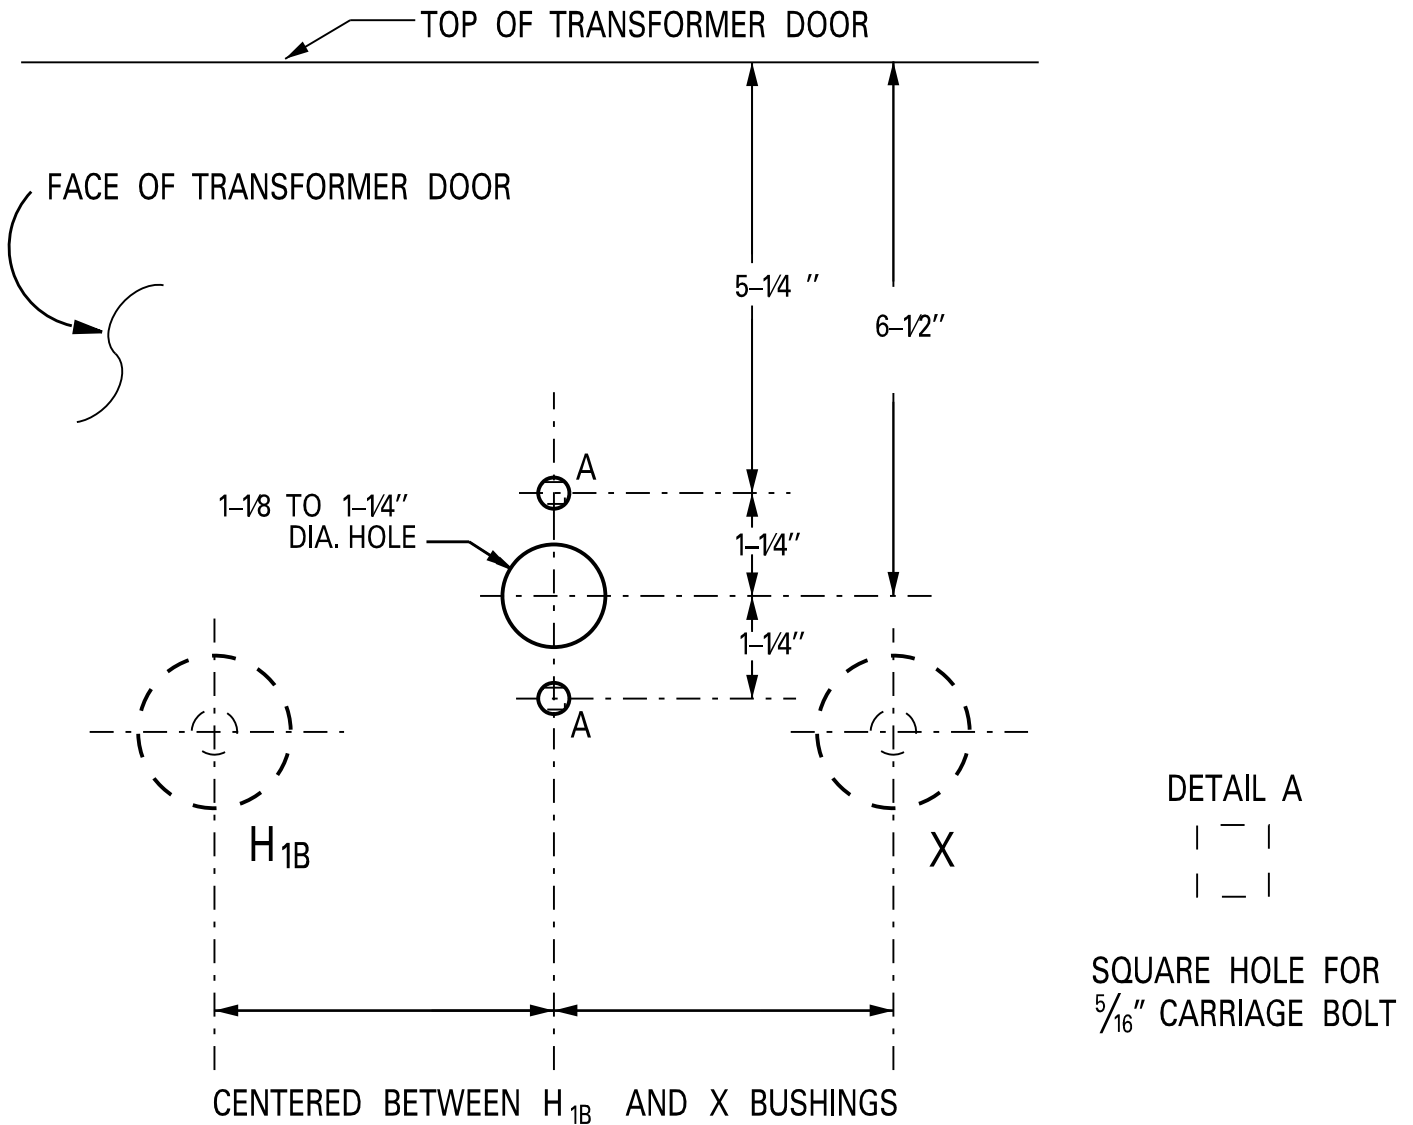 TOP OF TRANSFORMER DOOR
FACE OF TRANSFORMER DOOR
5–1/4 "
6–1/2"
A
1–1/8 TO 1–1/4"
DIA. HOLE
1–1/4"
1–1/4"
A
H1B
X
DETAIL A
SQUARE HOLE FOR
5/16" CARRIAGE BOLT
CENTERED BETWEEN H1B AND X BUSHINGS